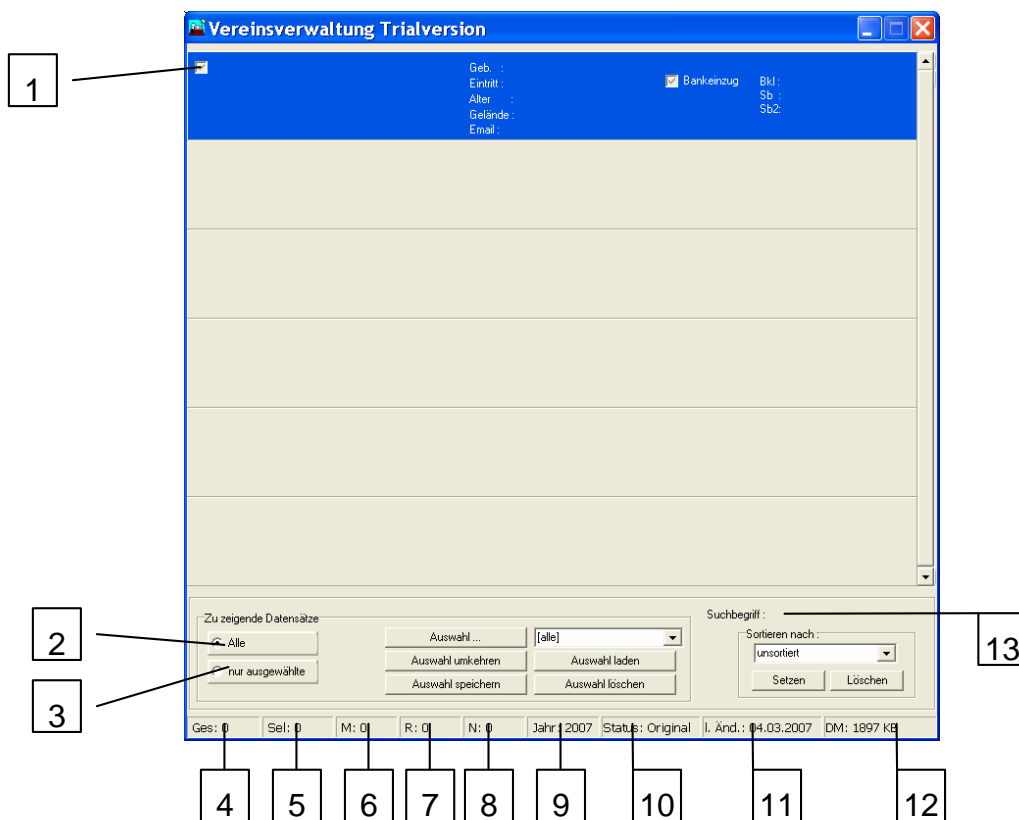 Vereinsverwaltung Trialversion
1
Geb. :
Eintritt :
Alter :
Gelände :
Email :
Bankeinzug
Bkl :
Sb :
Sb2:
Zu zeigende Datensätze
2
Alle
3
nur ausgewählte
Auswahl ...
[alle]
Auswahl umkehren
Auswahl laden
Auswahl speichern
Auswahl löschen
Suchbegriff :
13
Sortieren nach :
unsortiert
Setzen
Löschen
Ges: 0 Sel: 0 M: 0 R: 0 N: 0 Jahr: 2007 Status: Original l. Änd.: 04.03.2007 DM: 1897 KB
4 5 6 7 8 9 10 11 12